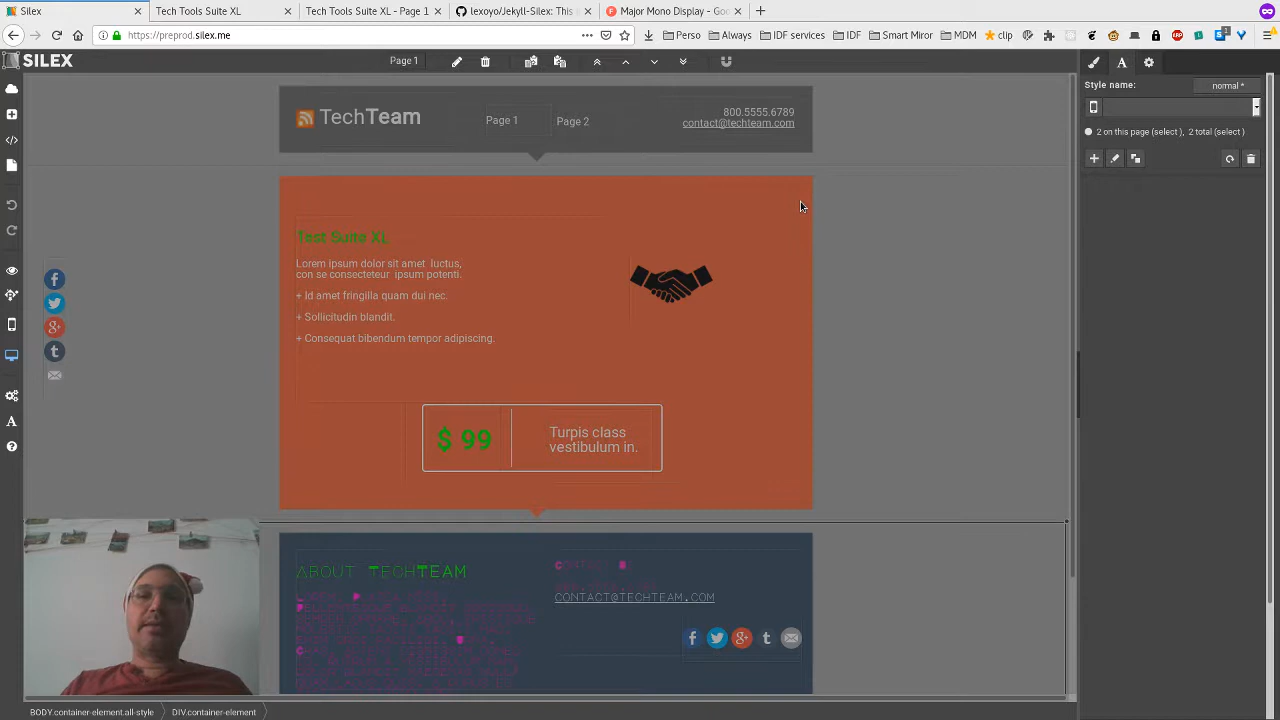 Silex
Tech Tools Suite XL
Tech Tools Suite XL - Page 1
lexoyo/Jekyll-Silex: This
Major Mono Display - Goo
https://preprod.silex.me
Perso
Always
IDF services
IDF
Smart Miror
MDM
clip
SILEX
Page 1
Style name:
normal *
2 on this page (select ), 2 total (select )
TechTeam
Page 1
Page 2
800.5555.6789
contact@techteam.com
Test Suite XL
Lorem ipsum dolor sit amet luctus,
con se consecteteur ipsum potenti.
+ Id amet fringilla quam dui nec.
+ Sollicitudin blandit.
+ Consequat bibendum tempor adipiscing.
$ 99
Turpis class
vestibulum in.
ABOUT TECHTEAM
CONTACT
CONTACT@TECHTEAM.COM
BODY.container-element.all-style
DIV.container-element